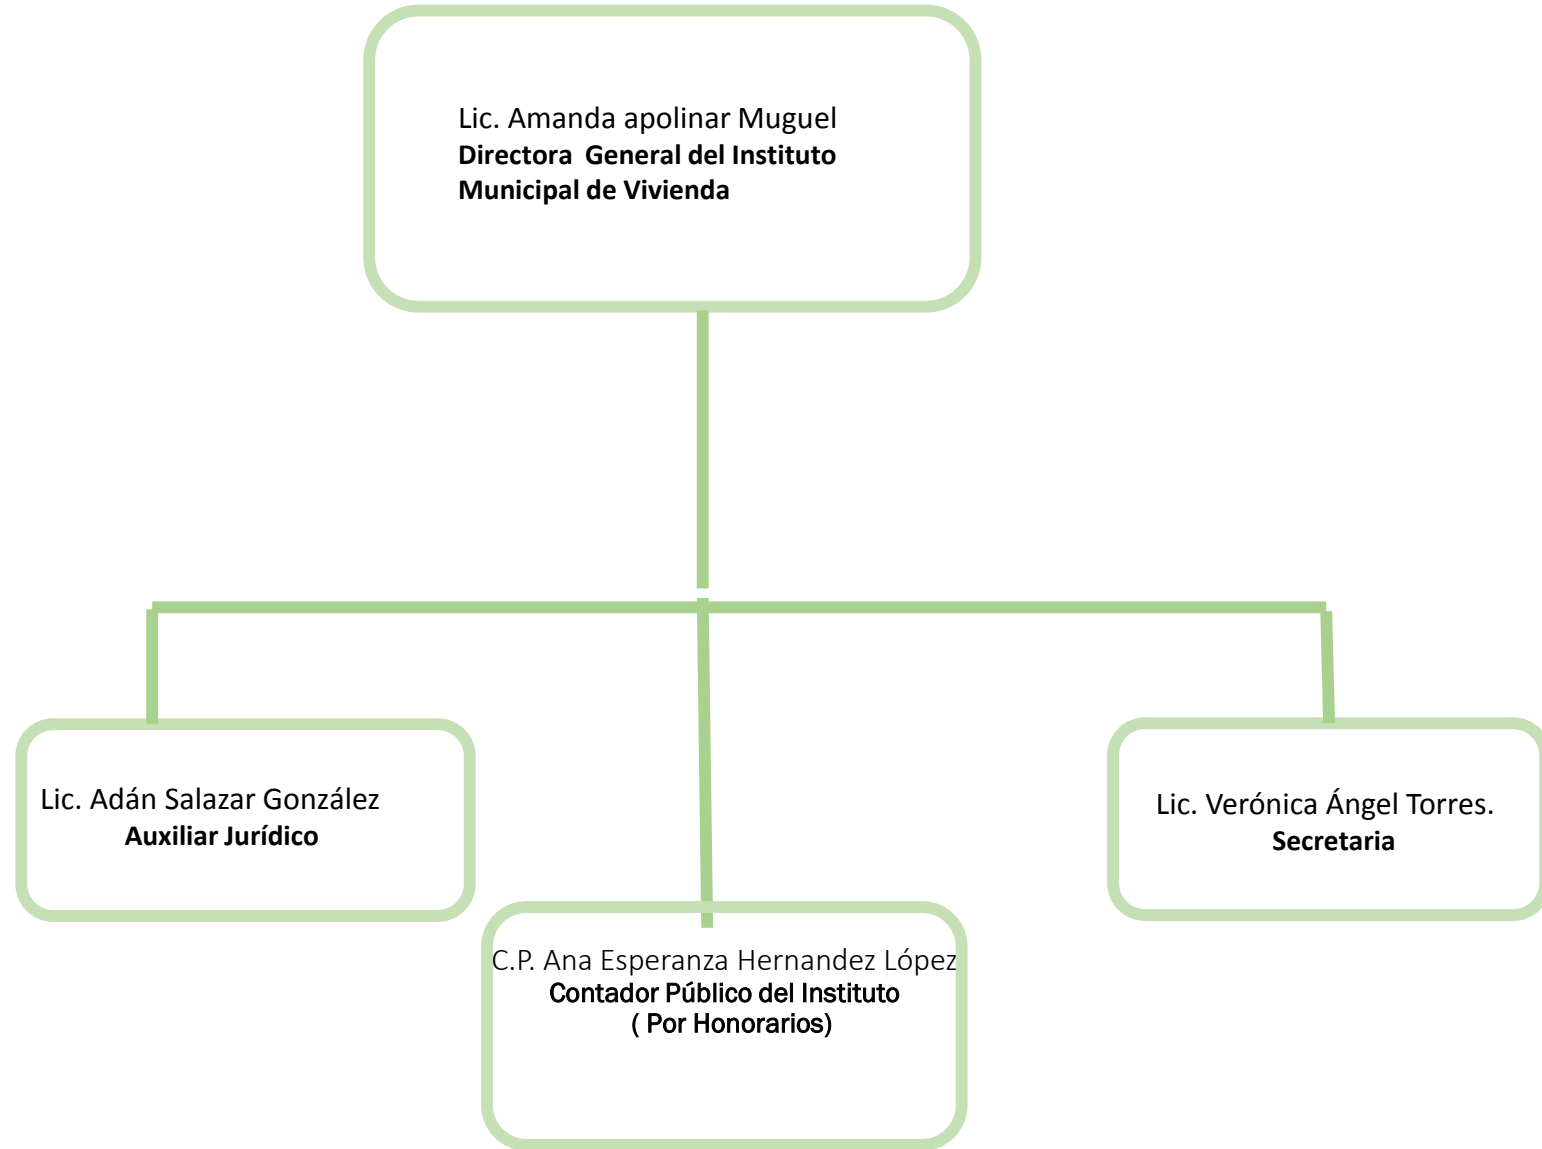 Lic. Amanda apolinar Muguel
Directora  General del Instituto
Municipal de Vivienda
Lic. Adán Salazar González
Auxiliar Jurídico
Lic. Verónica Ángel Torres.
Secretaria
C.P. Ana Esperanza Hernandez López
Contador Público del Instituto
( Por Honorarios)